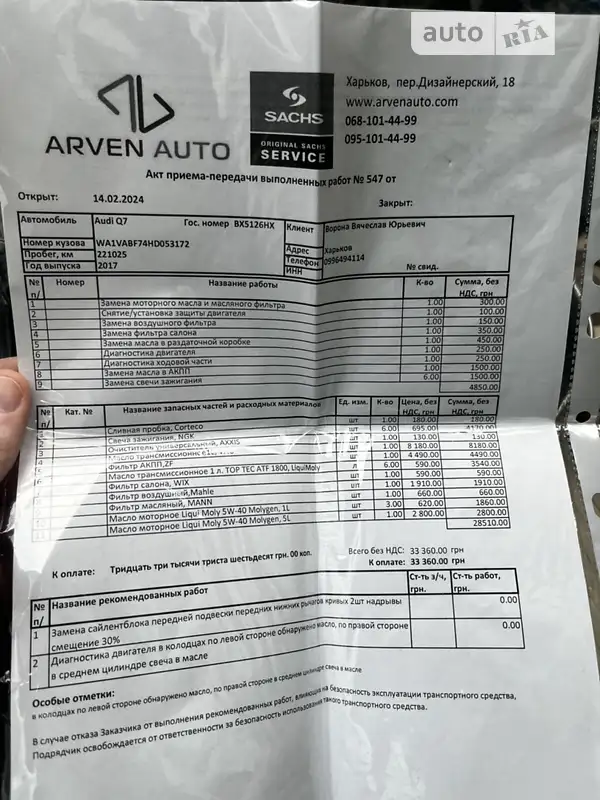 auto RIA
ARVEN AUTO
SACHS
ORIGINAL SACHS
SERVICE
Харьков, пер.Дизайнерский, 18
www.arvenauto.com
068-101-44-99
095-101-44-99
Акт приема-передачи выполненных работ № 547 от
Открыт: 14.02.2024 Закрыт:
Автомобиль Audi Q7 Гос. номер BX5126HX Клиент Ворона Вячеслав Юрьевич
Номер кузова WA1VABF74HD053172 Адрес Харьков
Пробег, км 221025 Телефон 0996494114
Год выпуска 2017 ИНН № свид.
№ п/ Номер Название работы К-во Сумма, без НДС, грн
1 Замена моторного масла и масляного фильтра 1.00 300.00
2 Снятие/установка защиты двигателя 1.00 100.00
3 Замена воздушного фильтра 1.00 150.00
4 Замена фильтра салона 1.00 350.00
5 Замена масла в раздаточной коробке 1.00 450.00
6 Диагностика двигателя 1.00 250.00
7 Диагностика ходовой части 1.00 250.00
8 Замена масла в АКПП 1.00 1500.00
9 Замена свечи зажигания 6.00 1500.00
4850.00
№ п/ Кат. № Название запасных частей и расходных материалов Ед. изм. К-во Цена, без НДС, грн Сумма, без НДС, грн
Сливная пробка, Corteco шт 1.00 180.00 180.00
Свеча зажигания, NGK шт 6.00 695.00
Очиститель универсальный, AXXIS шт 1.00 130.00 130.00
Масло трансмиссионное 1.00 8 180.00 8180.00
Фильтр АКПП,ZF шт 1.00 4 490.00 4490.00
Масло трансмиссионное 1 л. TOP TEC ATF 1800, LiquiMoly л 6.00 590.00 3540.00
Фильтр салона, WIX шт 1.00 590.00 590.00
Фильтр воздушный,Mahle шт 1.00 1 910.00 1910.00
Фильтр масляный, MANN шт 1.00 660.00 660.00
Масло моторное Liqui Moly 5W-40 Molygen, 1L шт 3.00 620.00 1860.00
Масло моторное Liqui Moly 5W-40 Molygen, 5L шт 1.00 2 800.00 2800.00
28510.00
Всего без НДС: 33 360.00 грн
К оплате: Тридцать три тысячи триста шестьдесят грн. 00 коп. К оплате: 33 360.00 грн
№ п/ Название рекомендованных работ Ст-ть з/ч, грн. Ст-ть работ, грн.
1 Замена сайлентблока передней подвески передних нижних рычагов кривых 2шт надрывы 0.00
смещение 30%
2 Диагностика двигателя в колодцах по левой стороне обнаружено масло, по правой стороне 0.00
в среднем цилиндре свеча в масле
Особые отметки:
в колодцах по левой стороне обнаружено масло, по правой стороне в среднем цилиндре свеча в масле
В случае отказа Заказчика от выполнения рекомендованных работ, влияющих на безопасность эксплуатации транспортного средства,
Подрядчик освобождается от ответственности за безопасность использования такого транспортного средства.